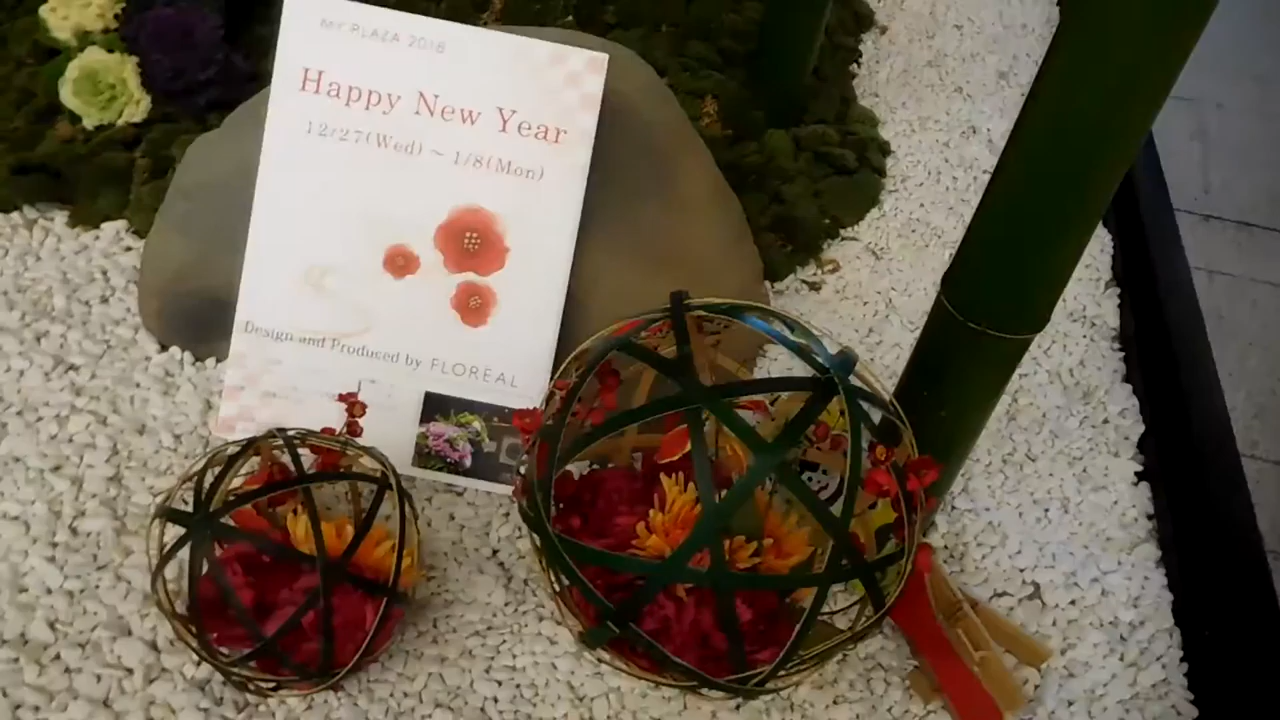 MY PLAZA 2018
Happy New Year
12/27(Wed) ~ 1/8(Mon)
Design and Produced by FLOREAL